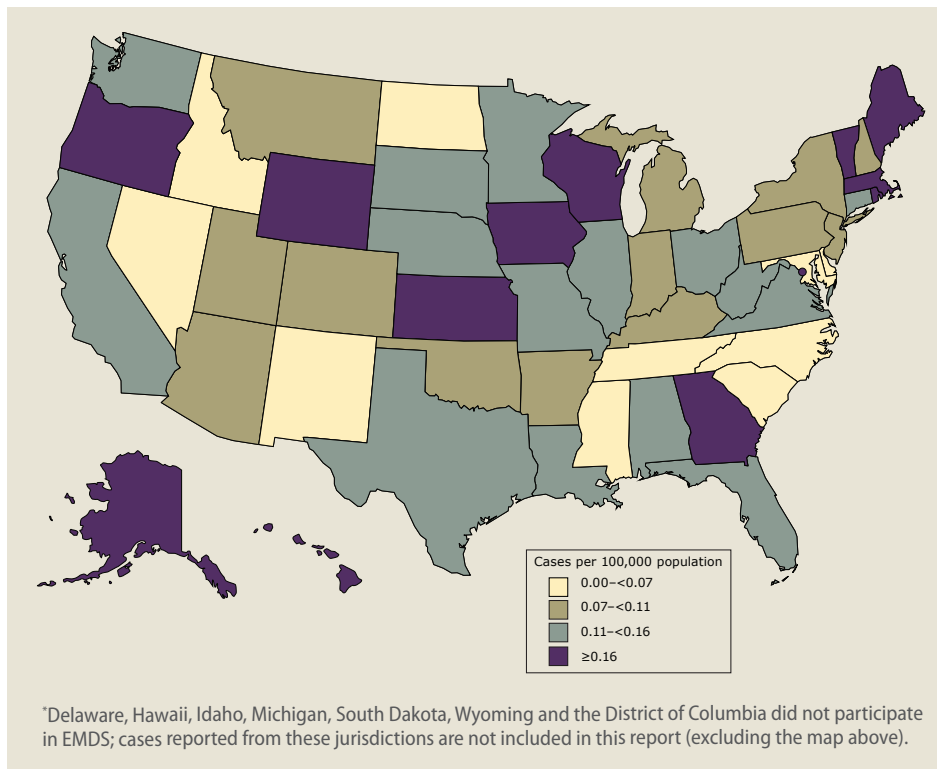 Cases per 100,000 population
0.00–<0.07
0.07–<0.11
0.11–<0.16
≥0.16
*Delaware, Hawaii, Idaho, Michigan, South Dakota, Wyoming and the District of Columbia did not participate
in EMDS; cases reported from these jurisdictions are not included in this report (excluding the map above).